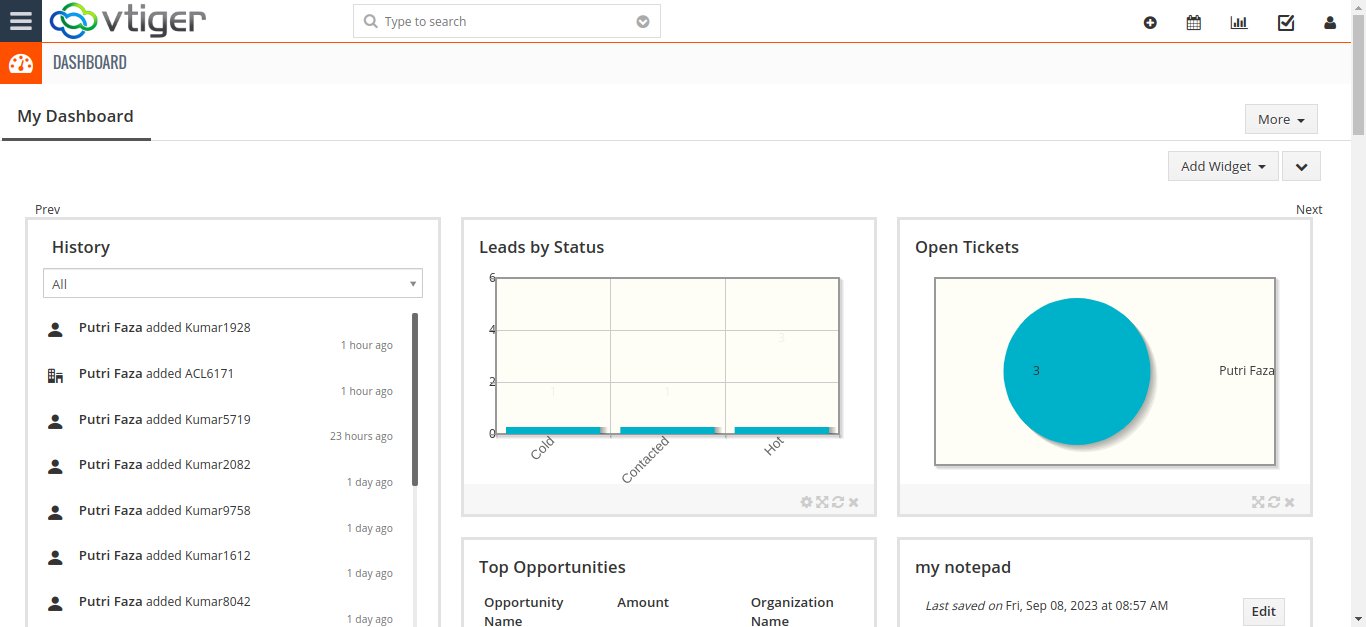 vtiger
Type to search
DASHBOARD
My Dashboard
More
Add Widget
Prev
Next
History
All
Putri Faza added Kumar1928
1 hour ago
Putri Faza added ACL6171
1 hour ago
Putri Faza added Kumar5719
23 hours ago
Putri Faza added Kumar2082
1 day ago
Putri Faza added Kumar9758
1 day ago
Putri Faza added Kumar1612
1 day ago
Putri Faza added Kumar8042
1 day ago
Leads by Status
6
4
2
0
1
1
3
Cold
Contacted
Hot
Open Tickets
3
Putri Faza
Top Opportunities
Opportunity Name
Amount
Organization Name
my notepad
Last saved on Fri, Sep 08, 2023 at 08:57 AM
Edit